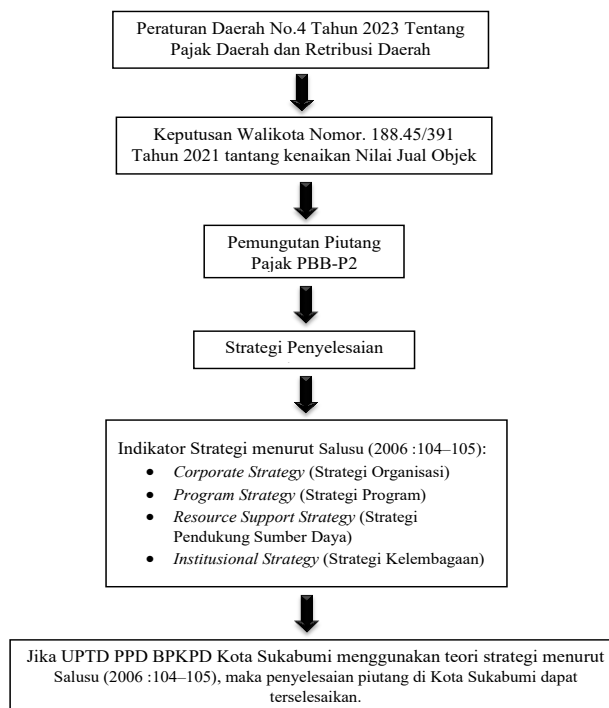 Peraturan Daerah No.4 Tahun 2023 Tentang
Pajak Daerah dan Retribusi Daerah
Keputusan Walikota Nomor. 188.45/391
Tahun 2021 tantang kenaikan Nilai Jual Objek
Pemungutan Piutang
Pajak PBB-P2
Strategi Penyelesaian
Indikator Strategi menurut Salusu (2006 :104–105):
• Corporate Strategy (Strategi Organisasi)
• Program Strategy (Strategi Program)
• Resource Support Strategy (Strategi
Pendukung Sumber Daya)
• Institutional Strategy (Strategi Kelembagaan)
Jika UPTD PPD BPKPD Kota Sukabumi menggunakan teori strategi menurut
Salusu (2006 :104–105), maka penyelesaian piutang di Kota Sukabumi dapat
terselesaikan.